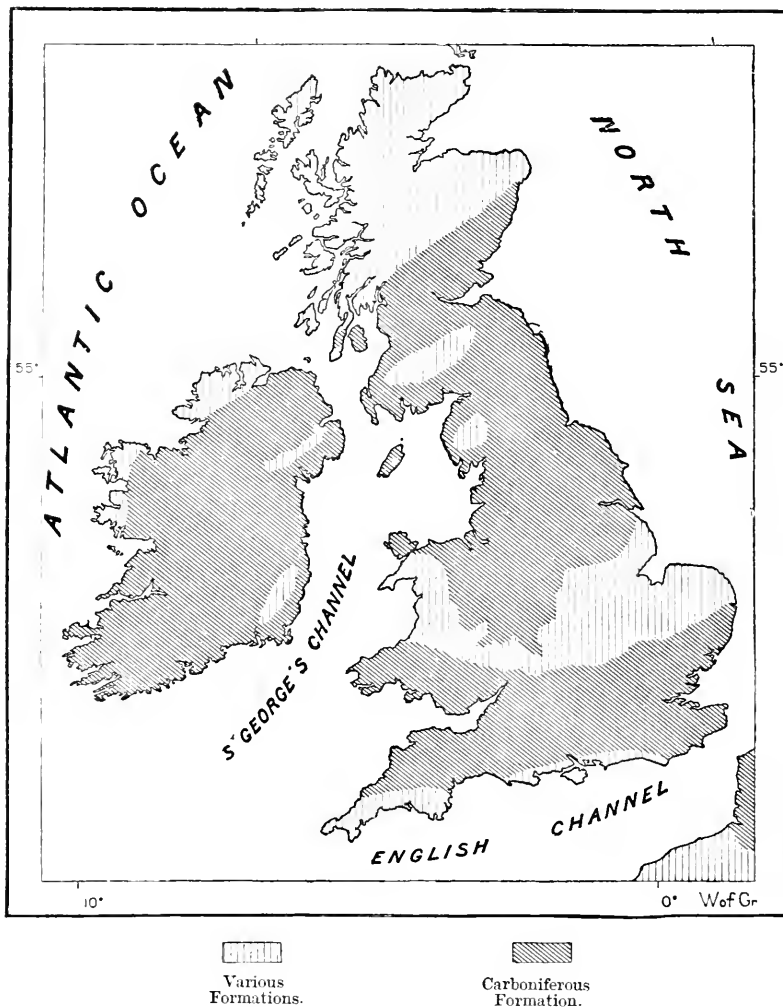 ATLANTIC OCEAN
NORTH SEA
55°
55°
ST GEORGE'S CHANNEL
ENGLISH CHANNEL
10°
0°
W of Gr
Various
Formations.
Carboniferous
Formation.